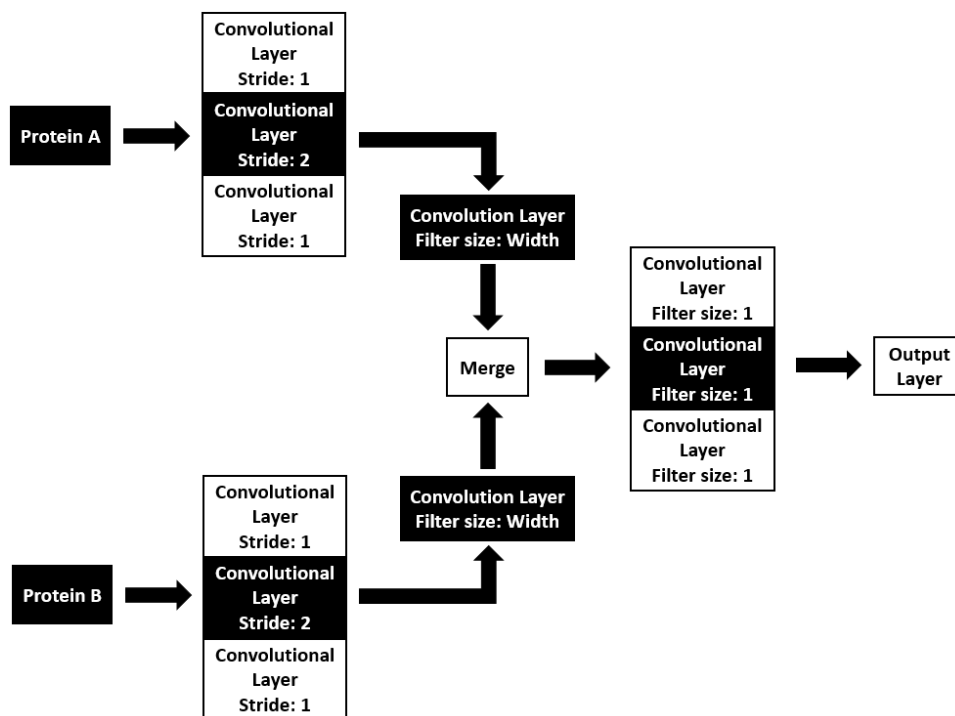 Convolutional
Layer
Stride: 1
Convolutional
Layer
Stride: 2
Convolutional
Layer
Stride: 1
Protein A
Convolution Layer
Filter size: Width
Merge
Convolutional
Layer
Filter size: 1
Convolutional
Layer
Filter size: 1
Convolutional
Layer
Filter size: 1
Output
Layer
Convolution Layer
Filter size: Width
Protein B
Convolutional
Layer
Stride: 1
Convolutional
Layer
Stride: 2
Convolutional
Layer
Stride: 1